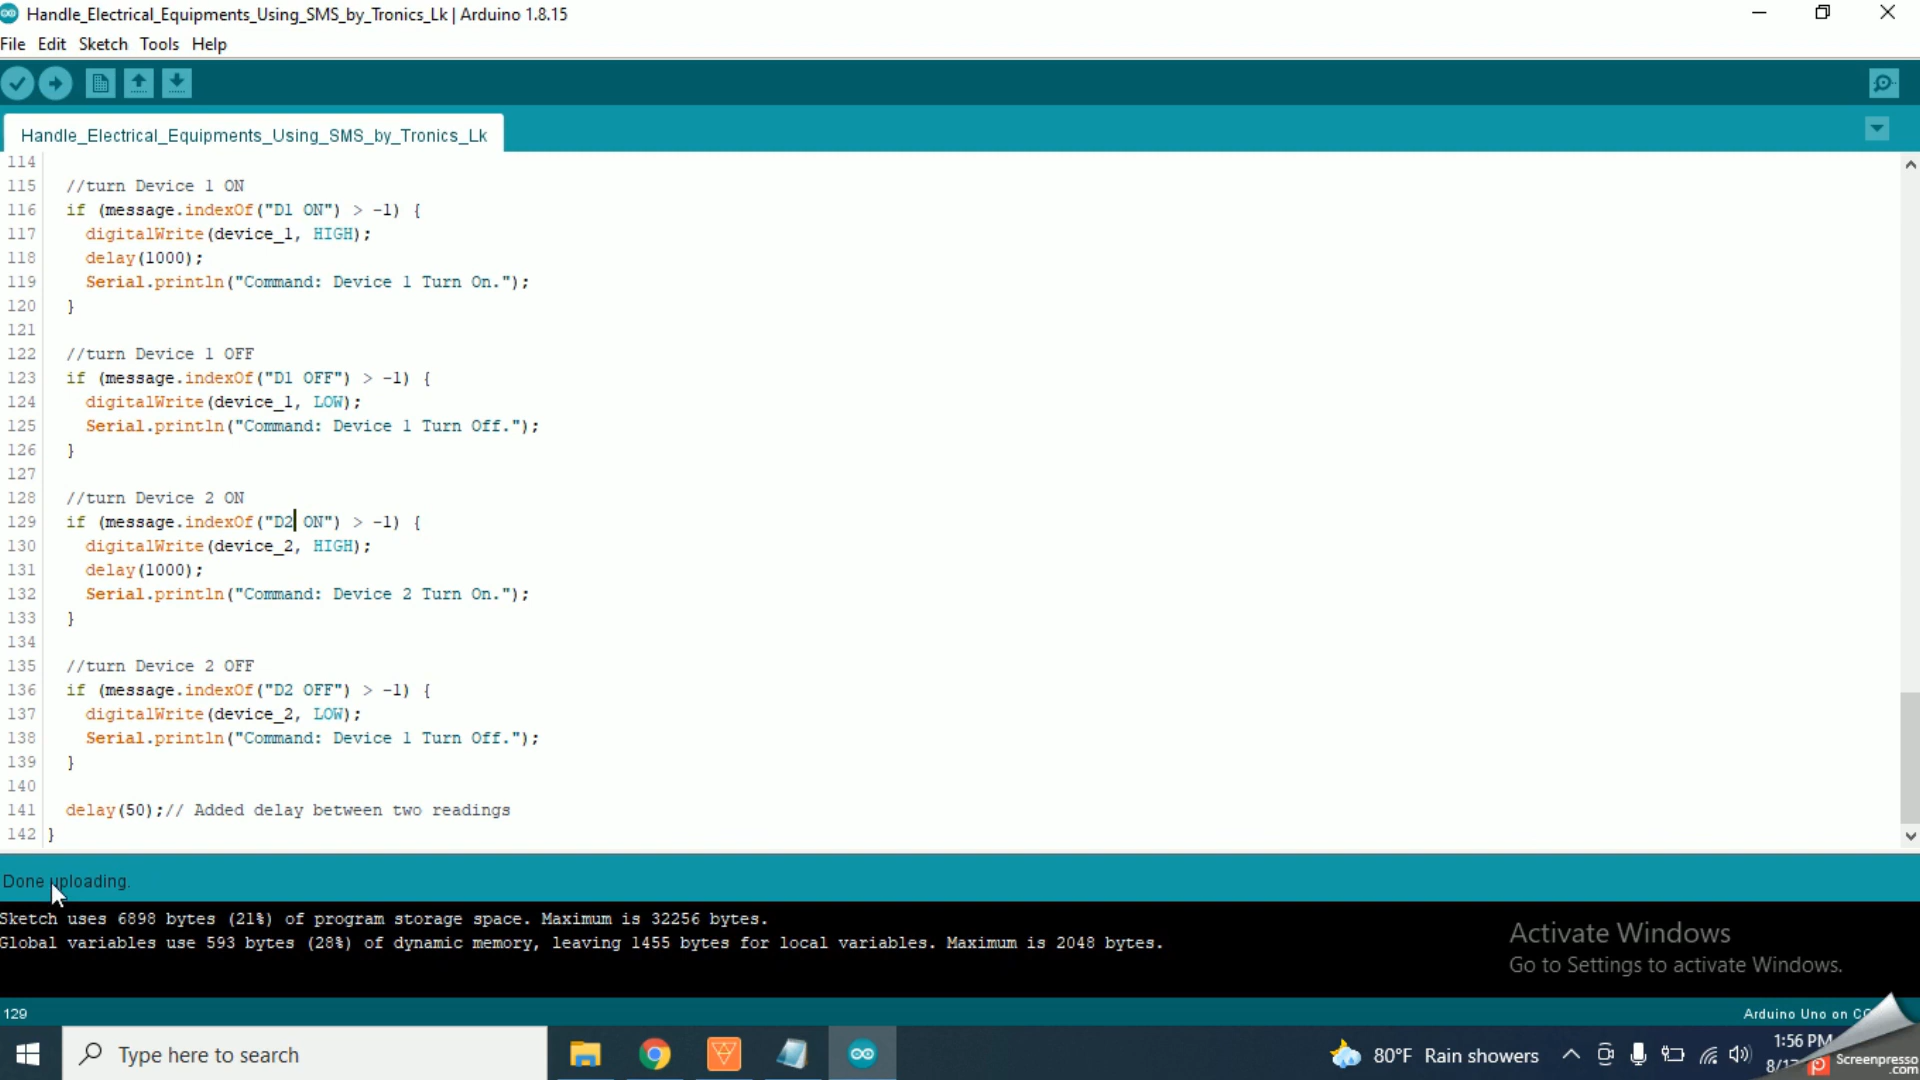 Handle_Electrical_Equipments_Using_SMS_by_Tronics_Lk | Arduino 1.8.15
File Edit Sketch Tools Help
Handle_Electrical_Equipments_Using_SMS_by_Tronics_Lk
114
115 //turn Device 1 ON
116 if (message.indexOf("D1 ON") > -1) {
117 digitalWrite(device_1, HIGH);
118 delay(1000);
119 Serial.println("Command: Device 1 Turn On.");
120 }
121
122 //turn Device 1 OFF
123 if (message.indexOf("D1 OFF") > -1) {
124 digitalWrite(device_1, LOW);
125 Serial.println("Command: Device 1 Turn Off.");
126 }
127
128 //turn Device 2 ON
129 if (message.indexOf("D2 ON") > -1) {
130 digitalWrite(device_2, HIGH);
131 delay(1000);
132 Serial.println("Command: Device 2 Turn On.");
133 }
134
135 //turn Device 2 OFF
136 if (message.indexOf("D2 OFF") > -1) {
137 digitalWrite(device_2, LOW);
138 Serial.println("Command: Device 1 Turn Off.");
139 }
140
141 delay(50);// Added delay between two readings
142 }
Done uploading.
Sketch uses 6898 bytes (21%) of program storage space. Maximum is 32256 bytes.
Global variables use 593 bytes (28%) of dynamic memory, leaving 1455 bytes for local variables. Maximum is 2048 bytes.
Activate Windows
Go to Settings to activate Windows.
129
Arduino Uno on
Type here to search
80°F Rain showers
1:56 PM
Screenpresso
.com